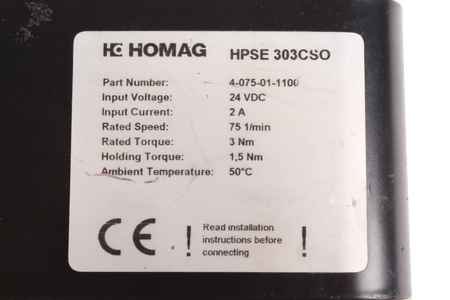 HOMAG HPSE 303CSO
Part Number: 4-075-01-1100
Input Voltage: 24 VDC
Input Current: 2 A
Rated Speed: 75 1/min
Rated Torque: 3 Nm
Holding Torque: 1,5 Nm
Ambient Temperature: 50°C
CE ! Read installation !
instructions before
connecting